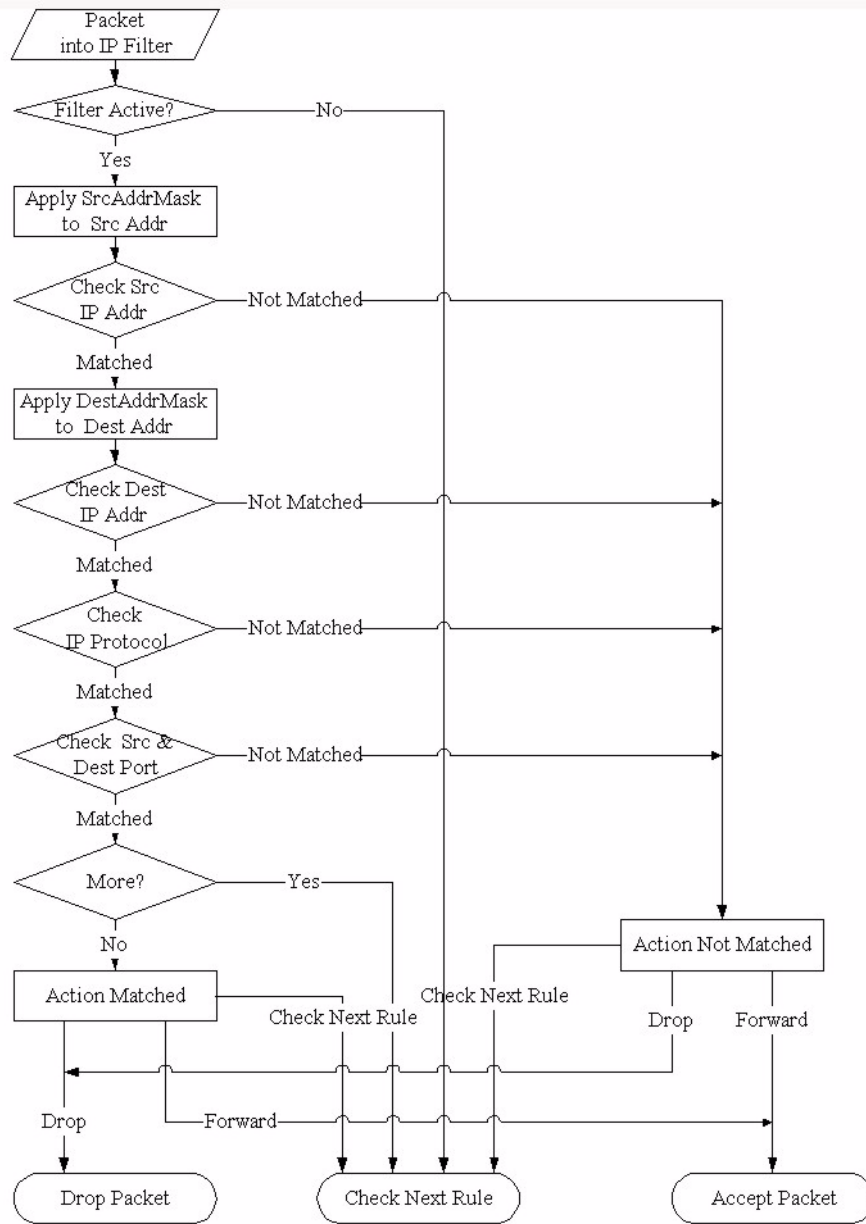 Packet
into IP Filter
Filter Active?
No
Yes
Apply SrcAddrMask
to Src Addr
Check Src
IP Addr
Not Matched
Matched
Apply DestAddrMask
to Dest Addr
Check Dest
IP Addr
Not Matched
Matched
Check
IP Protocol
Not Matched
Matched
Check Src &
Dest Port
Not Matched
Matched
More?
Yes
No
Action Not Matched
Action Matched
Check Next Rule
Check Next Rule
Drop
Forward
Drop
Forward
Drop Packet
Check Next Rule
Accept Packet